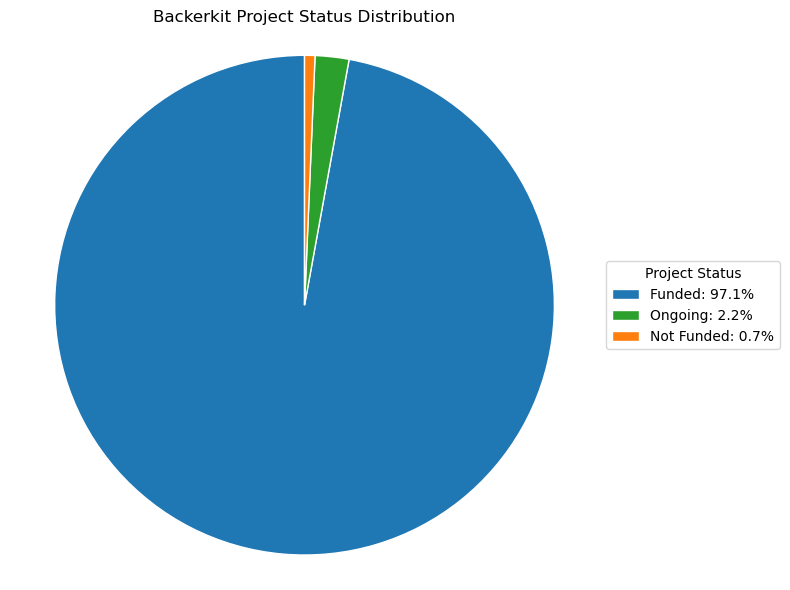 Backerkit Project Status Distribution
Project Status
Funded: 97.1%
Ongoing: 2.2%
Not Funded: 0.7%